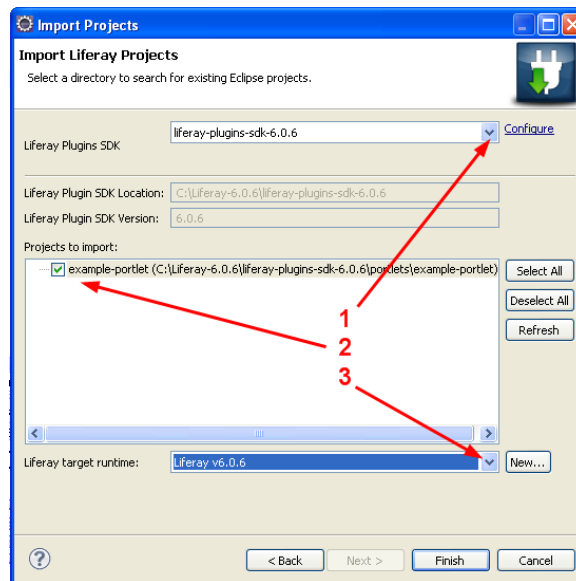 Import Projects
Import Liferay Projects
Select a directory to search for existing Eclipse projects.
Liferay Plugins SDK
liferay-plugins-sdk-6.0.6
Configure
Liferay Plugin SDK Location:
C:\Liferay-6.0.6\liferay-plugins-sdk-6.0.6
Liferay Plugin SDK Version:
6.0.6
Projects to import:
example-portlet (C:\Liferay-6.0.6\liferay-plugins-sdk-6.0.6\portlets\example-portlet)
Select All
Deselect All
Refresh
1
2
3
Liferay target runtime:
Liferay v6.0.6
New...
?
< Back
Next >
Finish
Cancel